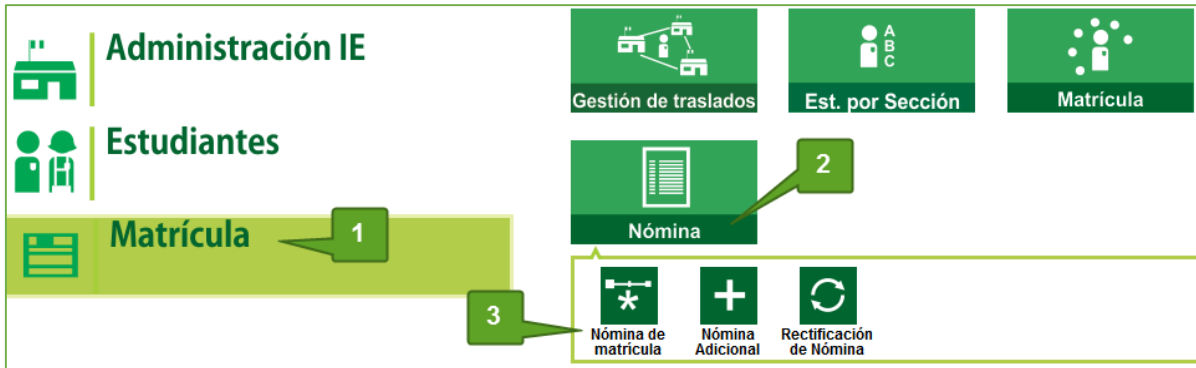 Administración IE
Estudiantes
Matrícula
1
Gestión de traslados
A
B
C
Est. por Sección
Matrícula
2
Nómina
3
Nómina de
matrícula
Nómina
Adicional
Rectificación
de Nómina